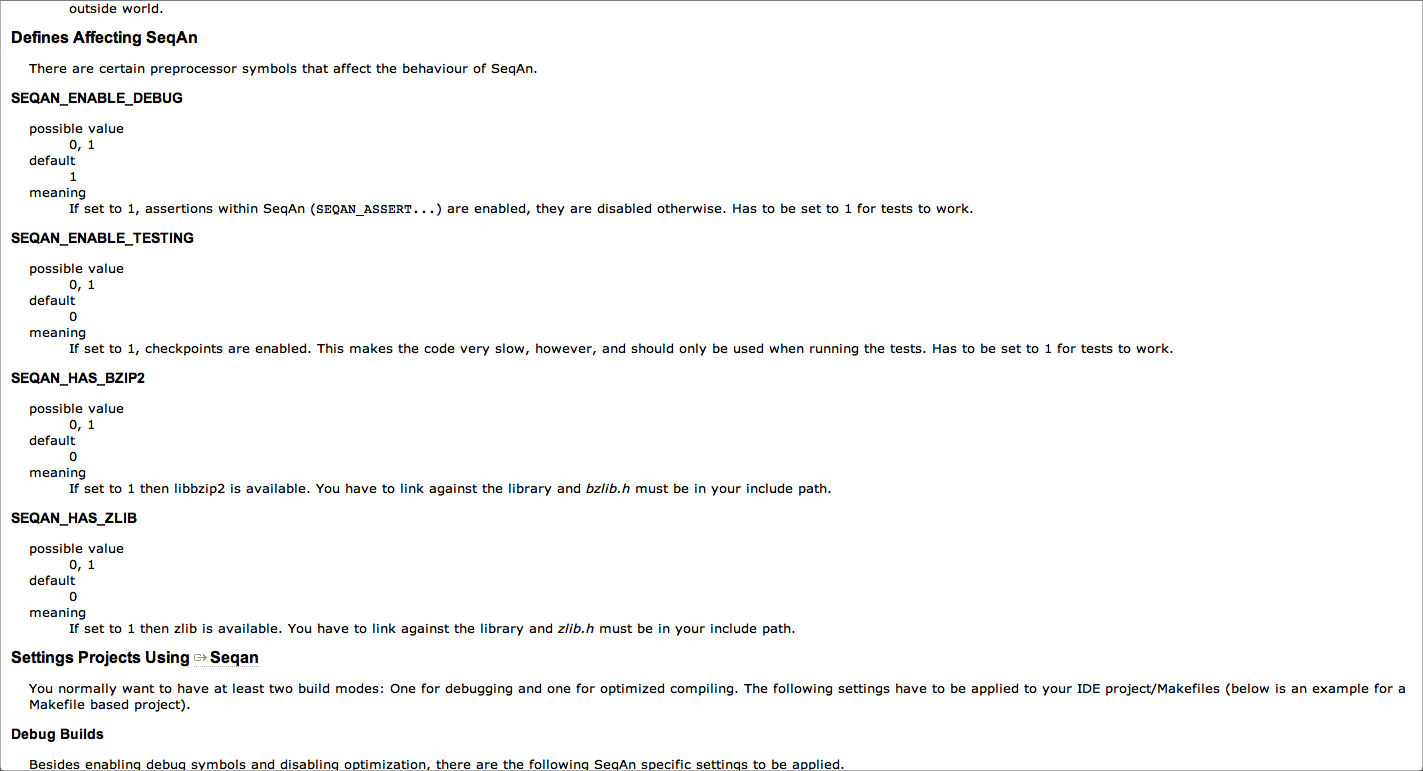 outside world.
Defines Affecting SeqAn
There are certain preprocessor symbols that affect the behaviour of SeqAn.
SEQAN_ENABLE_DEBUG
possible value
0, 1
default
1
meaning
If set to 1, assertions within SeqAn (SEQAN_ASSERT...) are enabled, they are disabled otherwise. Has to be set to 1 for tests to work.
SEQAN_ENABLE_TESTING
possible value
0, 1
default
0
meaning
If set to 1, checkpoints are enabled. This makes the code very slow, however, and should only be used when running the tests. Has to be set to 1 for tests to work.
SEQAN_HAS_BZIP2
possible value
0, 1
default
0
meaning
If set to 1 then libbzip2 is available. You have to link against the library and bzlib.h must be in your include path.
SEQAN_HAS_ZLIB
possible value
0, 1
default
0
meaning
If set to 1 then zlib is available. You have to link against the library and zlib.h must be in your include path.
Settings Projects Using Seqan
You normally want to have at least two build modes: One for debugging and one for optimized compiling. The following settings have to be applied to your IDE project/Makefiles (below is an example for a
Makefile based project).
Debug Builds
Besides enabling debug symbols and disabling optimization, there are the following SeqAn specific settings to be applied.